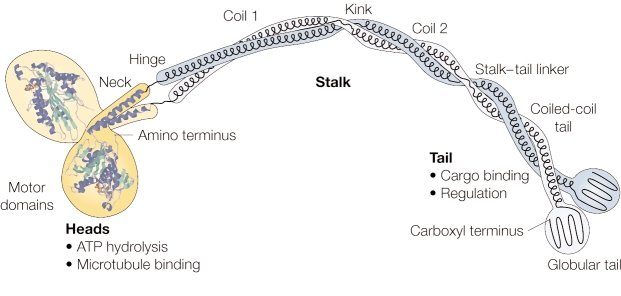 Kink
Coil 1
Coil 2
Hinge
Stalk–tail linker
Neck
Stalk
Coiled-coil
tail
Amino terminus
Tail
• Cargo binding
• Regulation
Motor
domains
Heads
• ATP hydrolysis
• Microtubule binding
Carboxyl terminus
Globular tail